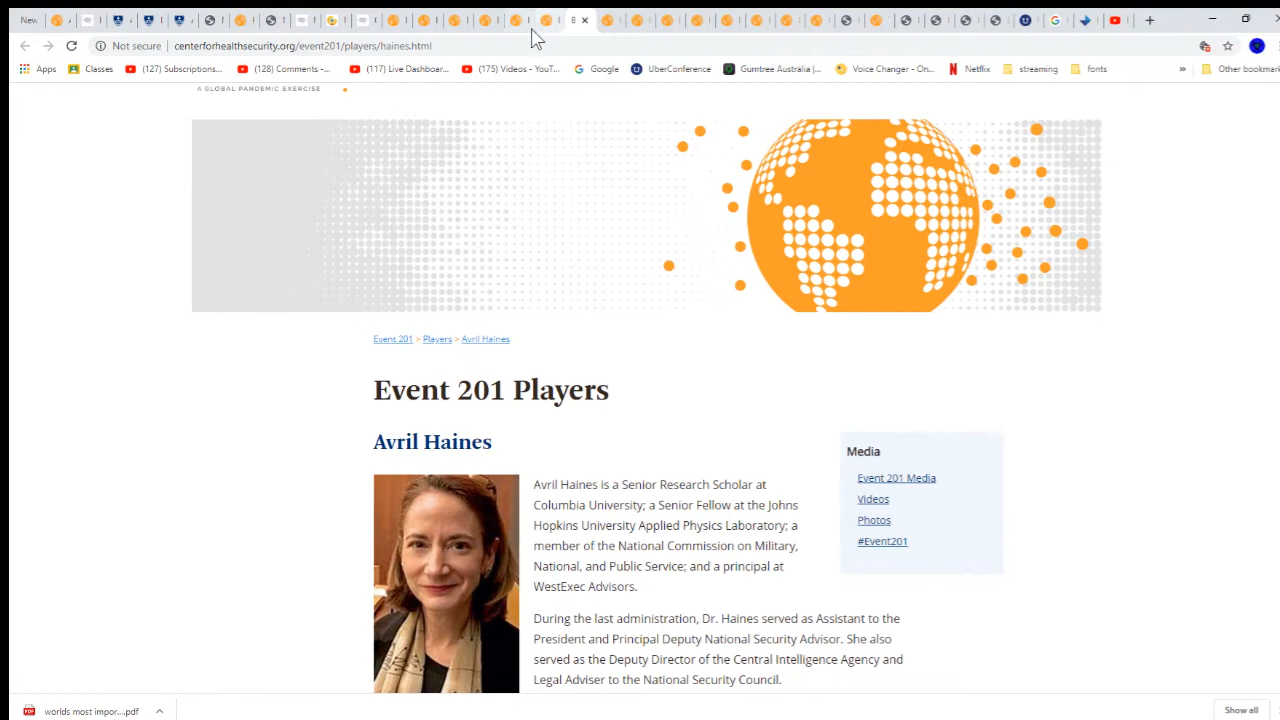 New
Not secure centerforhealthsecurity.org/event201/players/haines.html
Apps Classes (127) Subscriptions... (128) Comments -... (117) Live Dashboar... (175) Videos - YouT... Google UberConference Gumtree Australia |... Voice Changer - On... Netflix streaming fonts » Other bookmark
A GLOBAL PANDEMIC EXERCISE
Event 201 > Players > Avril Haines
Event 201 Players
Avril Haines
Avril Haines is a Senior Research Scholar at
Columbia University; a Senior Fellow at the Johns
Hopkins University Applied Physics Laboratory; a
member of the National Commission on Military,
National, and Public Service; and a principal at
WestExec Advisors.
During the last administration, Dr. Haines served as Assistant to the
President and Principal Deputy National Security Advisor. She also
served as the Deputy Director of the Central Intelligence Agency and
Legal Adviser to the National Security Council.
Media
Event 201 Media
Videos
Photos
#Event201
worlds most impor....pdf
Show all